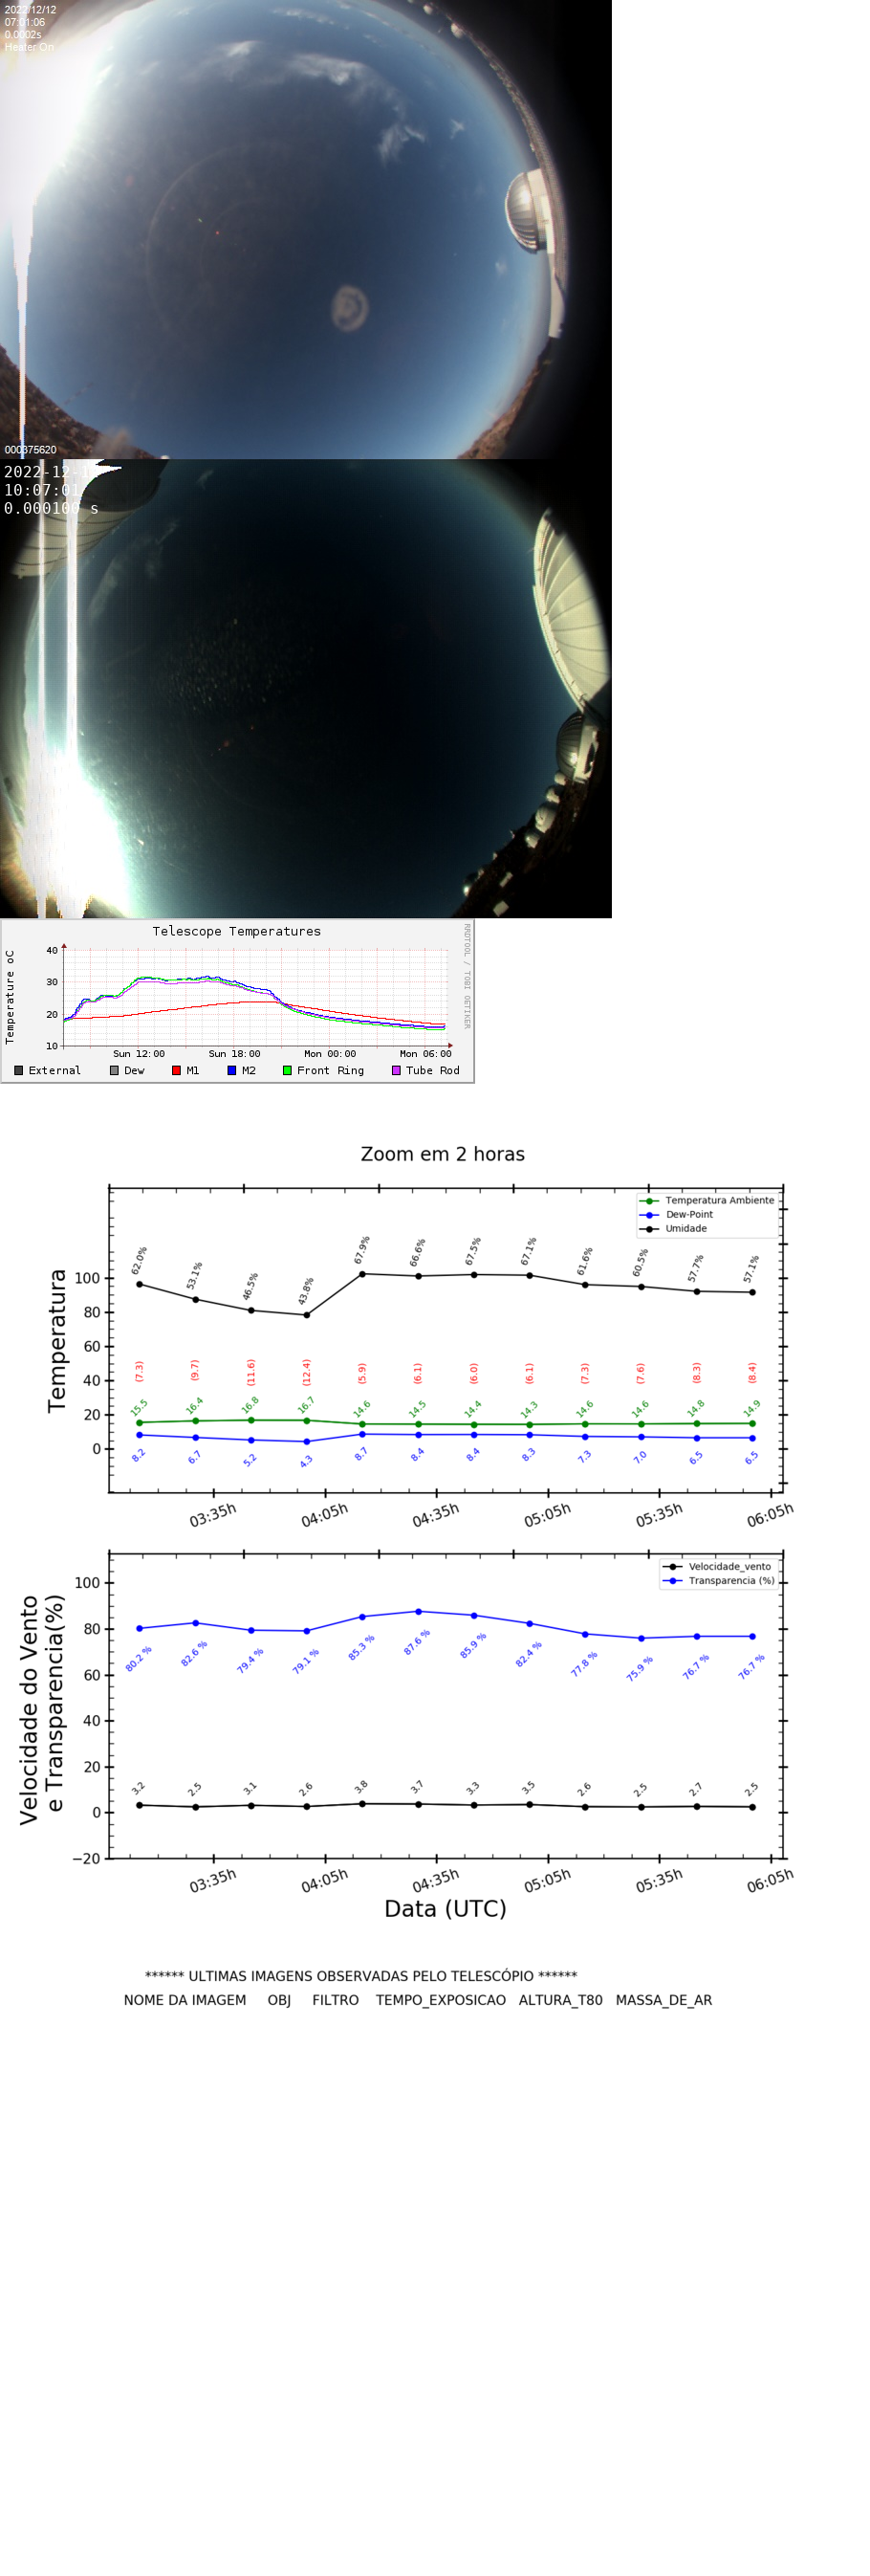 2022/12/12
07:01:06
0.0002s
Heater On
000375620
2022-12-1
10:07:01
0.000100 s
Telescope Temperatures
RRDTOOL / TOBI OETIKER
Temperature oC
40
30
20
10
Sun 12:00 Sun 18:00 Mon 00:00 Mon 06:00
External Dew M1 M2 Front Ring Tube Rod
Zoom em 2 horas
Temperatura
Temperatura Ambiente
Dew-Point
Umidade
100
80
60
40
20
0
62.0% 53.1% 46.5% 43.8% 67.9% 66.6% 67.5% 67.1% 61.6% 60.5% 57.7% 57.1%
(7.3) (9.7) (11.6) (12.4) (5.9) (6.1) (6.0) (6.1) (7.3) (7.6) (8.3) (8.4)
15.5 16.4 16.8 16.7 14.6 14.5 14.4 14.3 14.6 14.6 14.8 14.9
8.2 6.7 5.2 4.3 8.7 8.4 8.4 8.3 7.3 7.0 6.5 6.5
03:35h 04:05h 04:35h 05:05h 05:35h 06:05h
Velocidade do Vento
e Transparencia(%)
Velocidade_vento
Transparencia (%)
100
80
60
40
20
0
−20
80.2 % 82.6 % 79.4 % 79.1 % 85.3 % 87.6 % 85.9 % 82.4 % 77.8 % 75.9 % 76.7 % 76.7 %
3.2 2.5 3.1 2.6 3.8 3.7 3.3 3.5 2.6 2.5 2.7 2.5
03:35h 04:05h 04:35h 05:05h 05:35h 06:05h
Data (UTC)
****** ULTIMAS IMAGENS OBSERVADAS PELO TELESCÓPIO ******
NOME DA IMAGEM OBJ FILTRO TEMPO_EXPOSICAO ALTURA_T80 MASSA_DE_AR